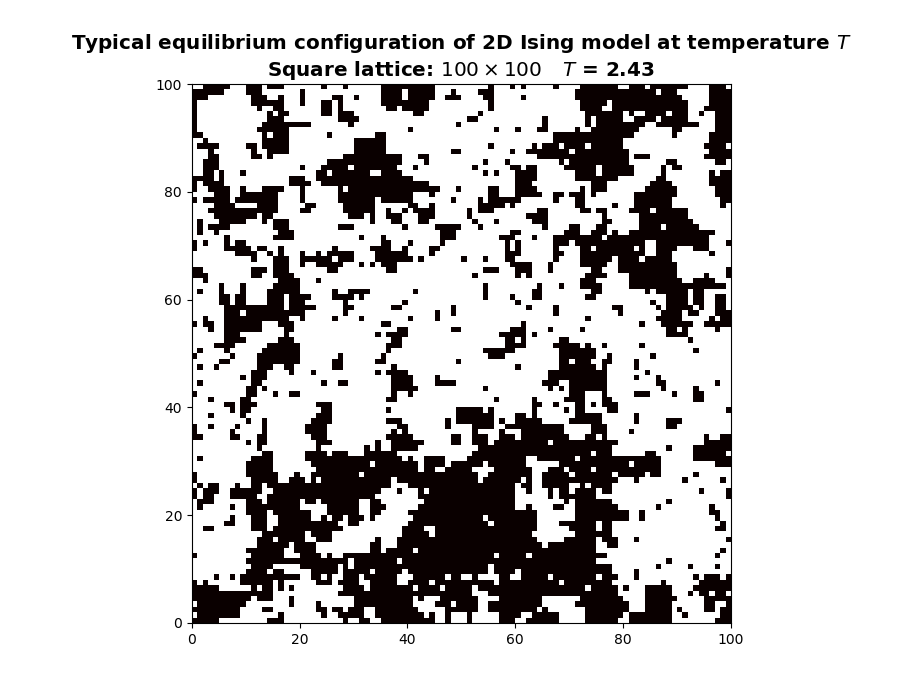 Typical equilibrium configuration of 2D Ising model at temperature T
Square lattice: 100 × 100 T = 2.43
100
80
60
40
20
0
0 20 40 60 80 100